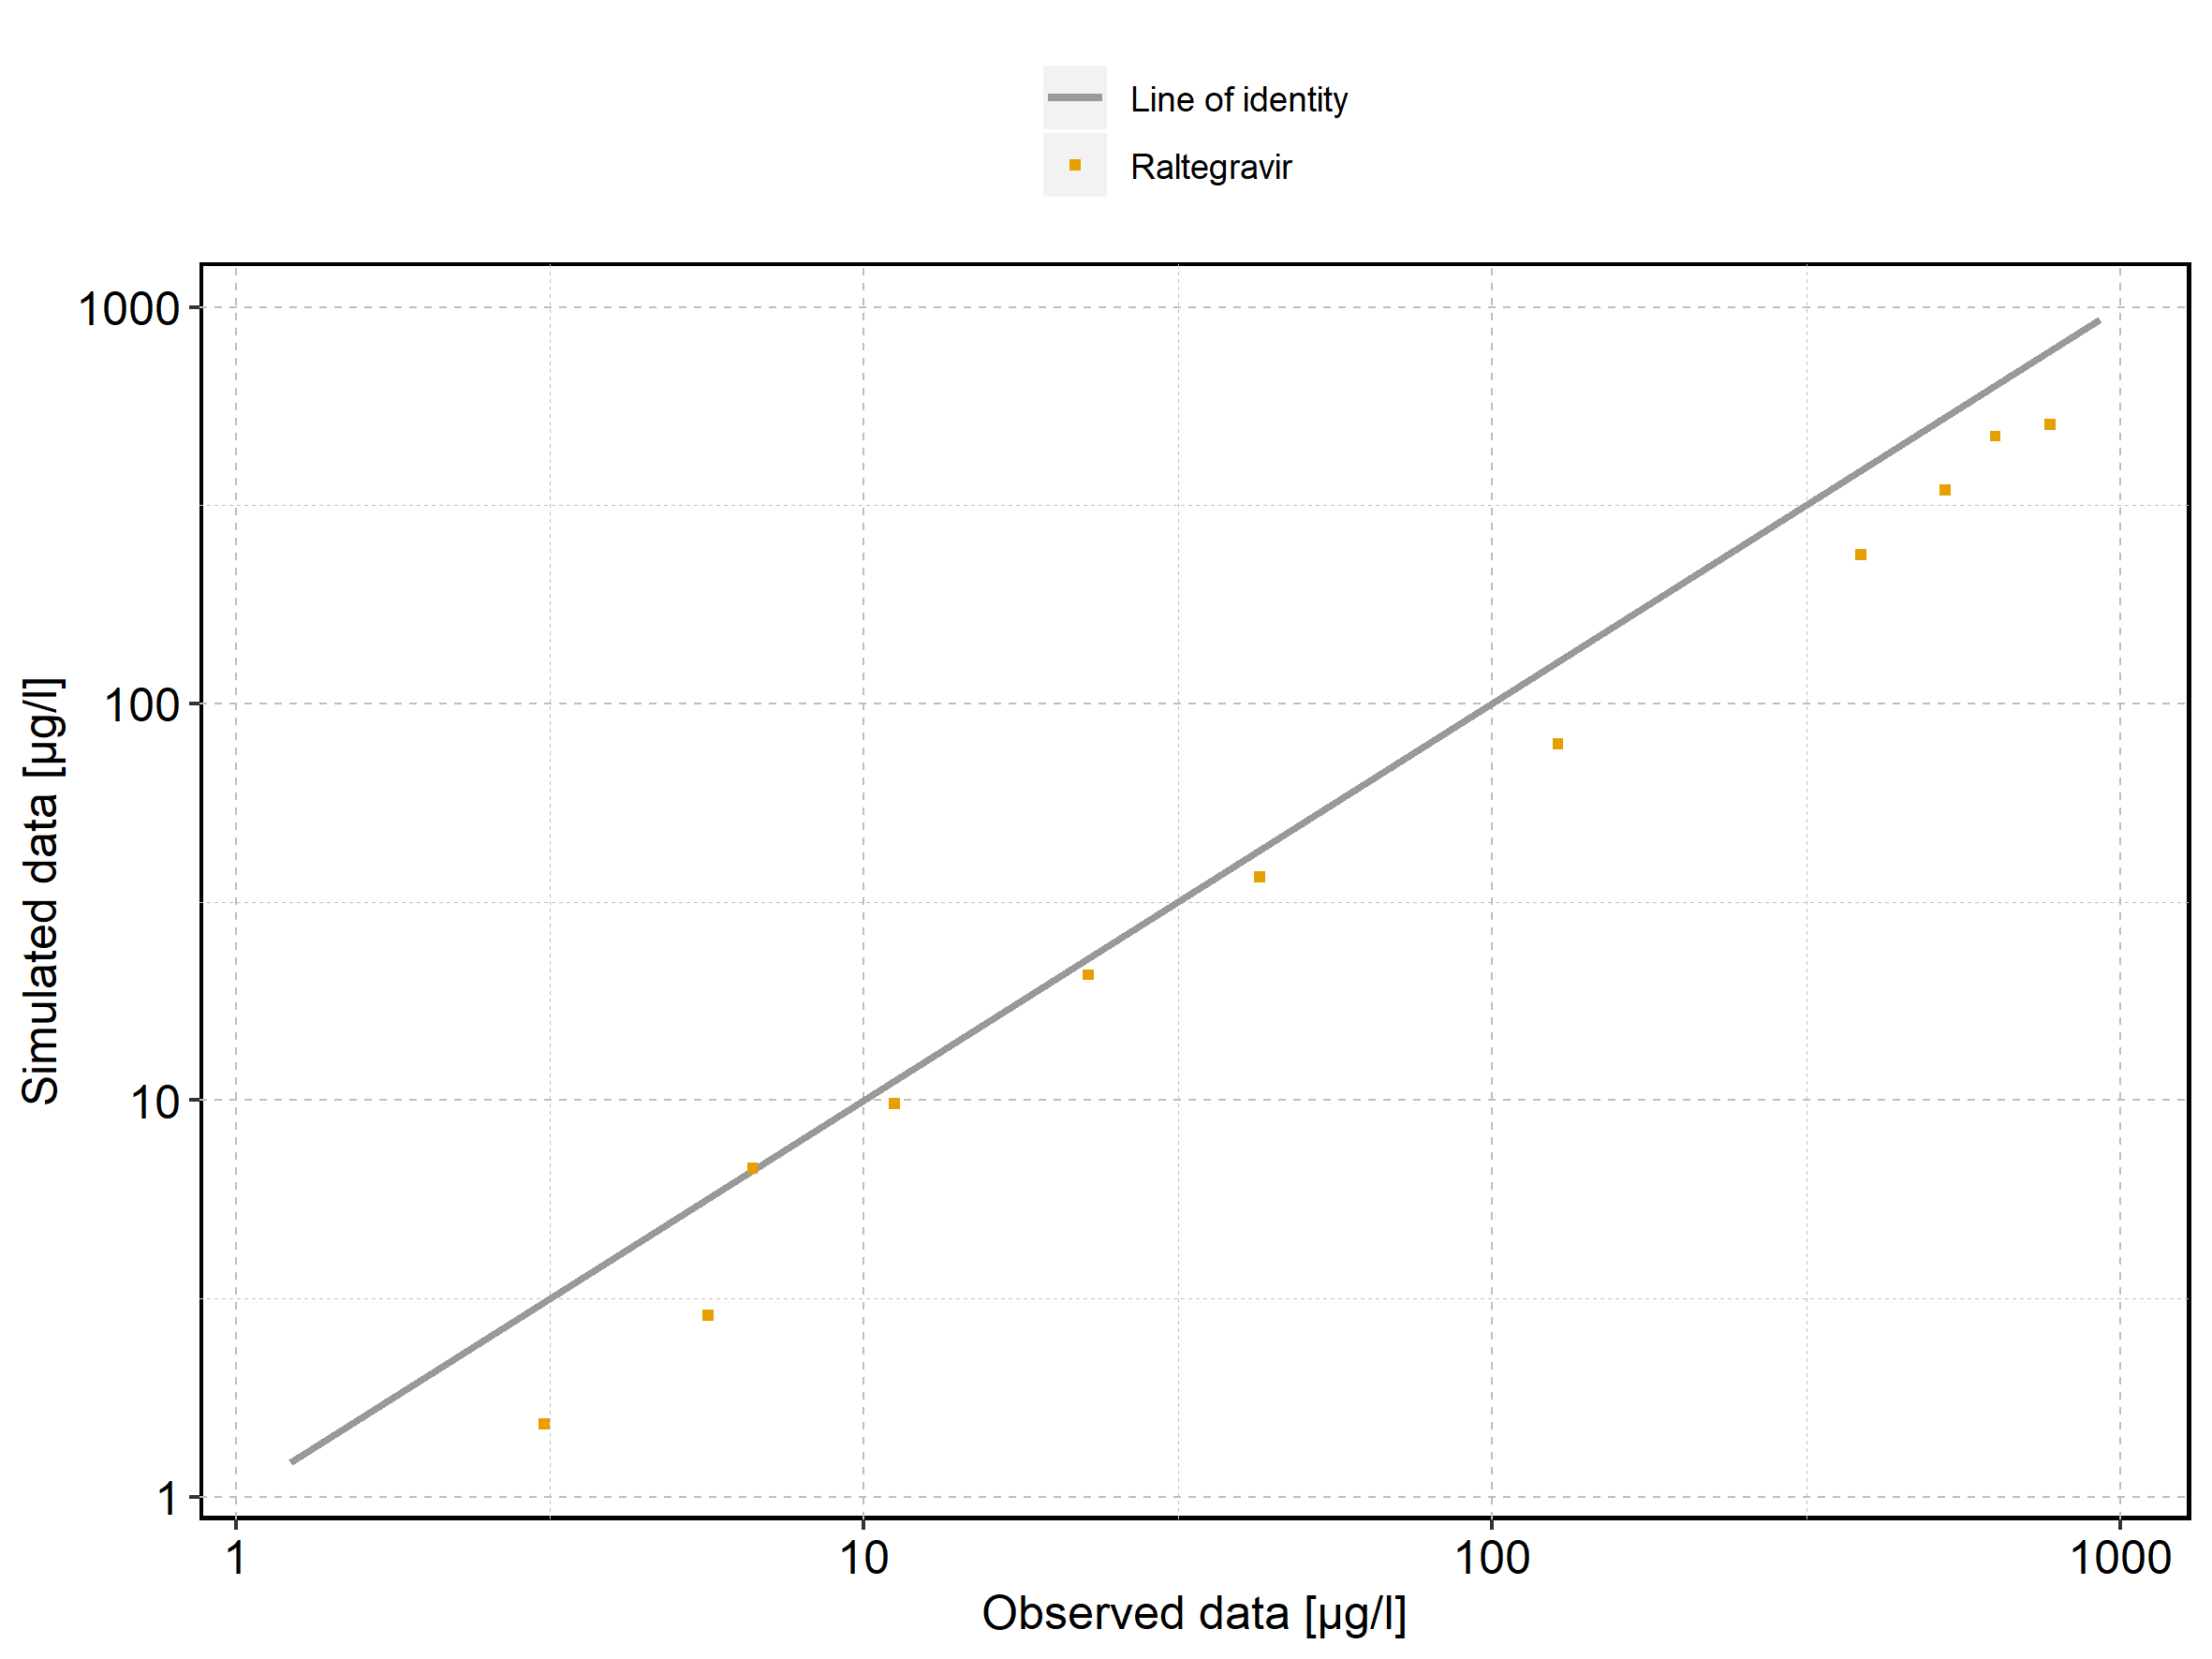 Line of identity
Raltegravir
1000
100
10
1
Simulated data [µg/l]
1
10
100
1000
Observed data [µg/l]